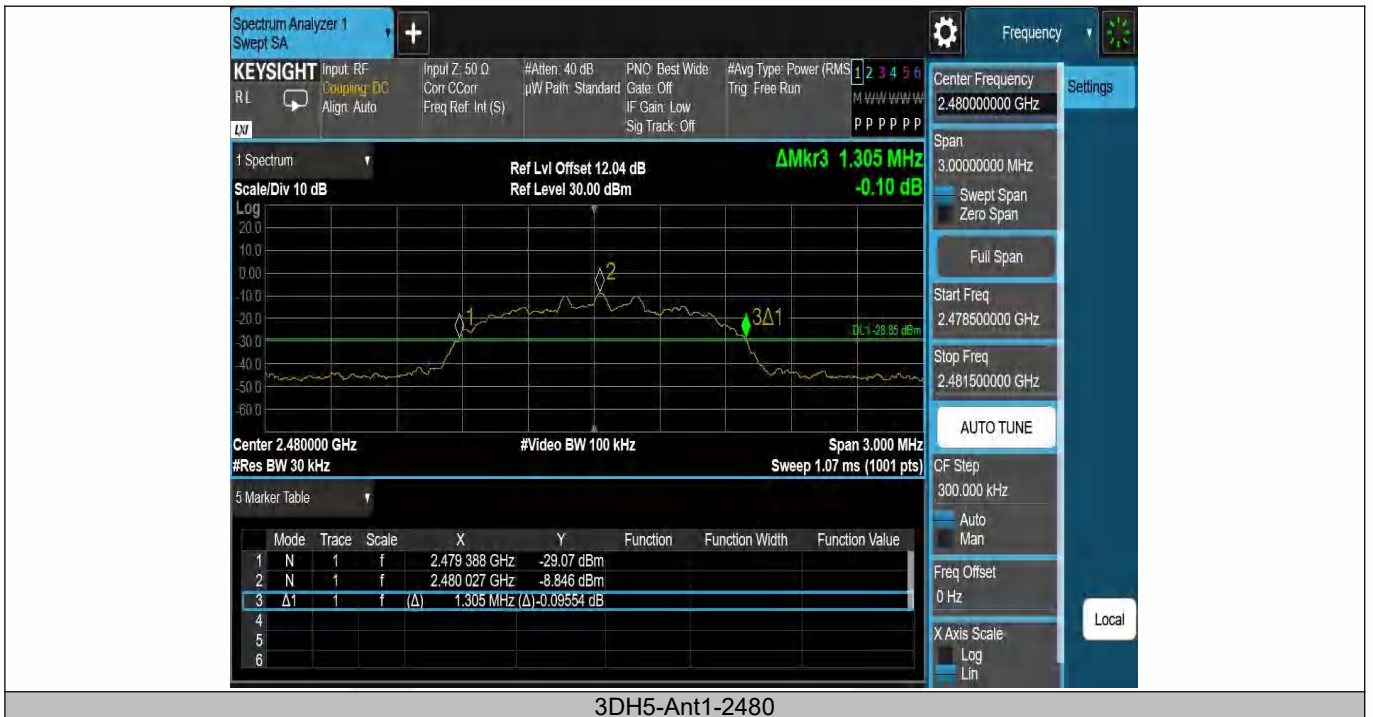 Spectrum Analyzer 1
Swept SA
+
Frequency
KEYSIGHT
RL
LXI
Input: RF
Coupling: DC
Align: Auto
Input Z: 50 Ω
Corr CCorr
Freq Ref: Int (S)
#Atten: 40 dB
µW Path: Standard
PNO: Best Wide
Gate: Off
IF Gain: Low
Sig Track: Off
#Avg Type: Power (RMS
Trig: Free Run
1 2 3 4 5 6
M W W W W W
P P P P P P
1 Spectrum
Scale/Div 10 dB
Ref Lvl Offset 12.04 dB
Ref Level 30.00 dBm
ΔMkr3 1.305 MHz
-0.10 dB
Log
20.0
10.0
0.00
-10.0
-20.0
-30.0
-40.0
-50.0
-60.0
1
2
3Δ1
DL1 -28.85 dBm
Center 2.480000 GHz
#Res BW 30 kHz
#Video BW 100 kHz
Span 3.000 MHz
Sweep 1.07 ms (1001 pts)
5 Marker Table
Mode Trace Scale X Y Function Function Width Function Value
1 N 1 f 2.479 388 GHz -29.07 dBm
2 N 1 f 2.480 027 GHz -8.846 dBm
3 Δ1 1 f (Δ) 1.305 MHz (Δ) -0.09554 dB
4
5
6
Center Frequency
2.480000000 GHz
Settings
Span
3.00000000 MHz
Swept Span
Zero Span
Full Span
Start Freq
2.478500000 GHz
Stop Freq
2.481500000 GHz
AUTO TUNE
CF Step
300.000 kHz
Auto
Man
Freq Offset
0 Hz
Local
X Axis Scale
Log
Lin
3DH5-Ant1-2480